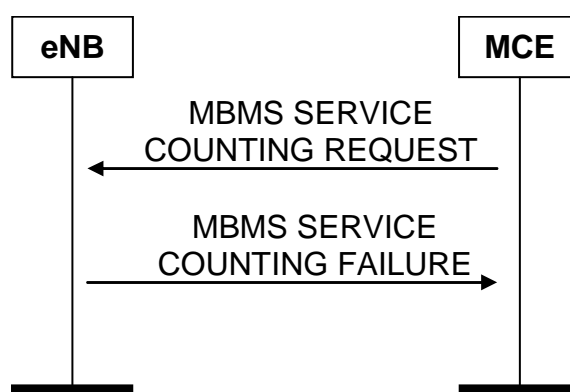 eNB
MCE
MBMS SERVICE
COUNTING REQUEST
MBMS SERVICE
COUNTING FAILURE